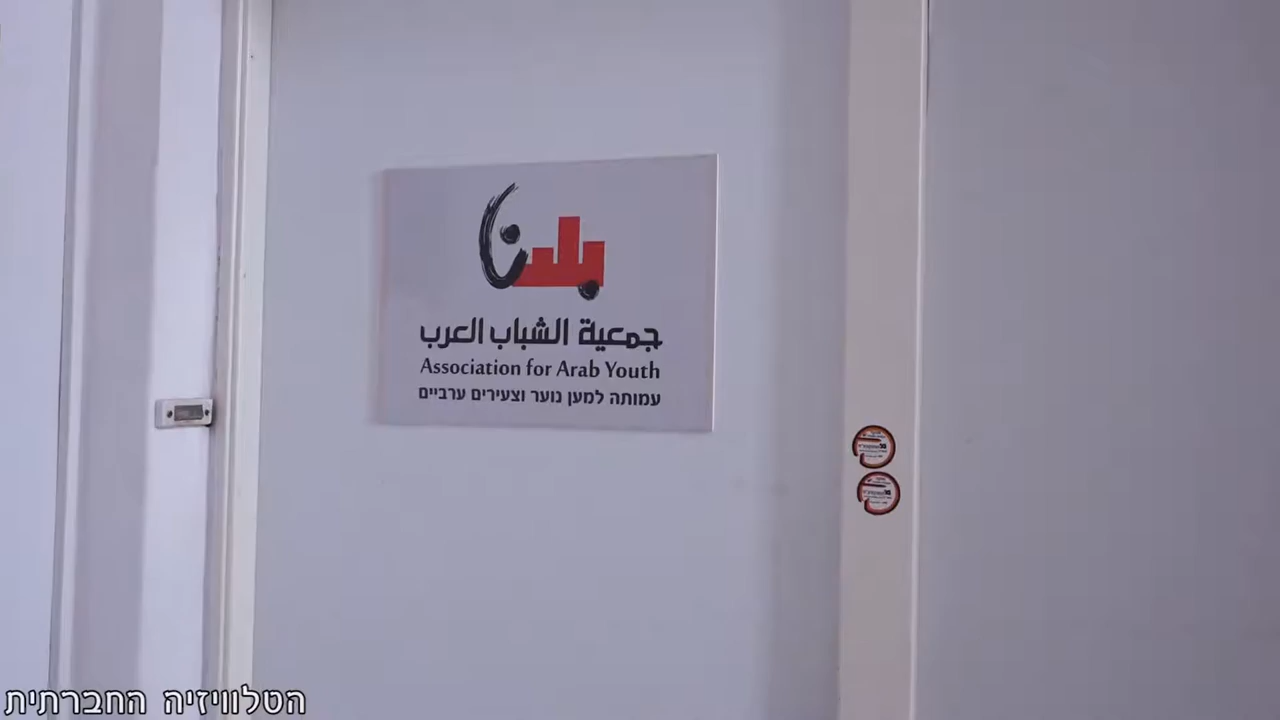 بلدنا
جمعية الشباب العرب
Association for Arab Youth
עמותה למען נוער וצעירים ערביים
הטלוויזיה החברתית